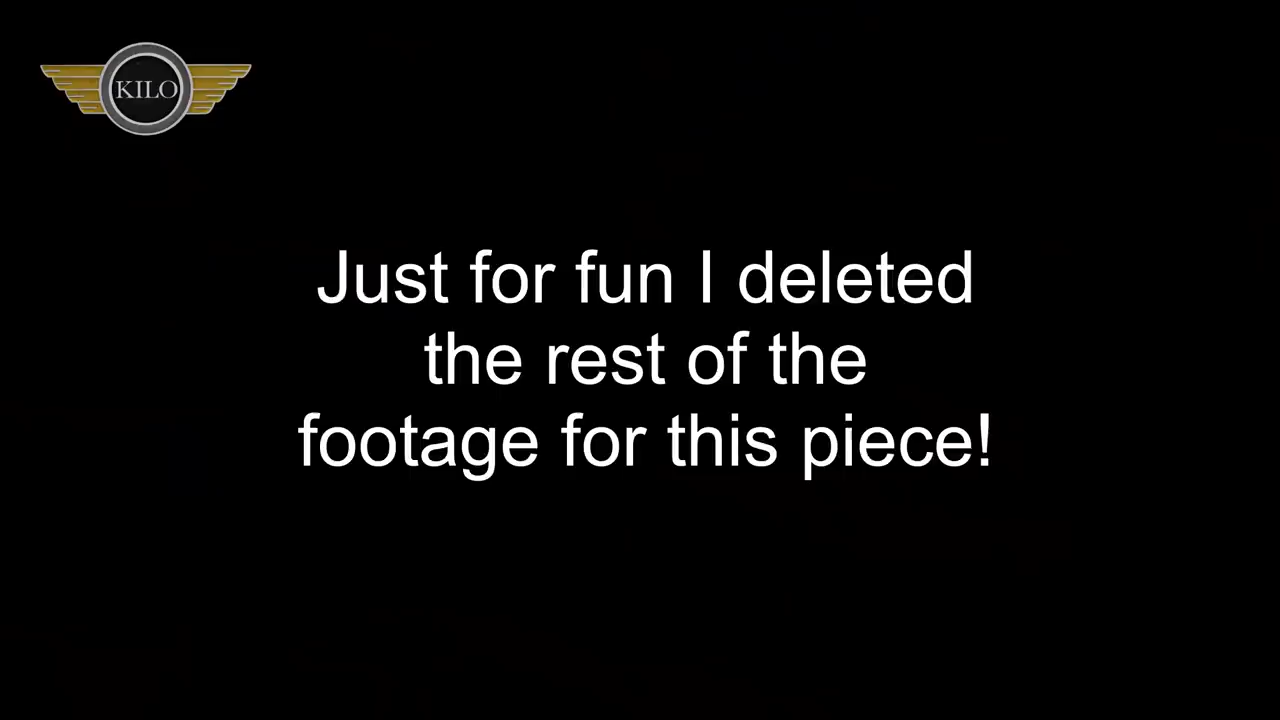 KILO
Just for fun I deleted
the rest of the
footage for this piece!